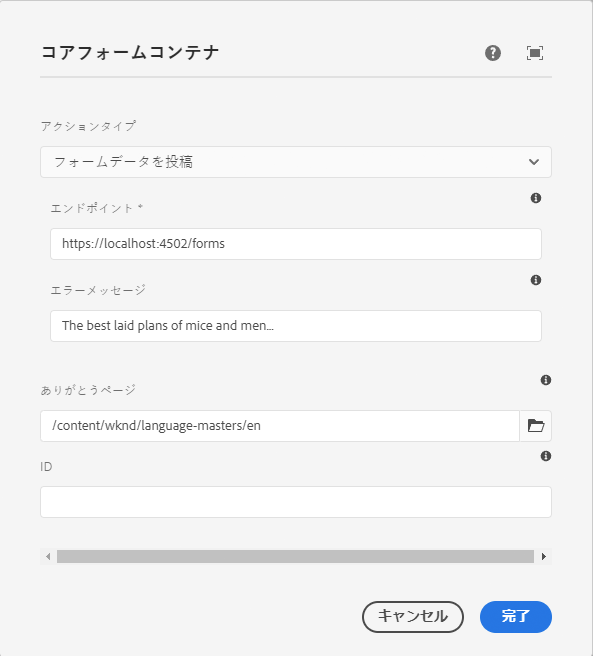 コアフォームコンテナ
アクションタイプ
フォームデータを投稿
エンドポイント *
https://localhost:4502/forms
エラーメッセージ
The best laid plans of mice and men...
ありがとうページ
/content/wknd/language-masters/en
ID
キャンセル 完了